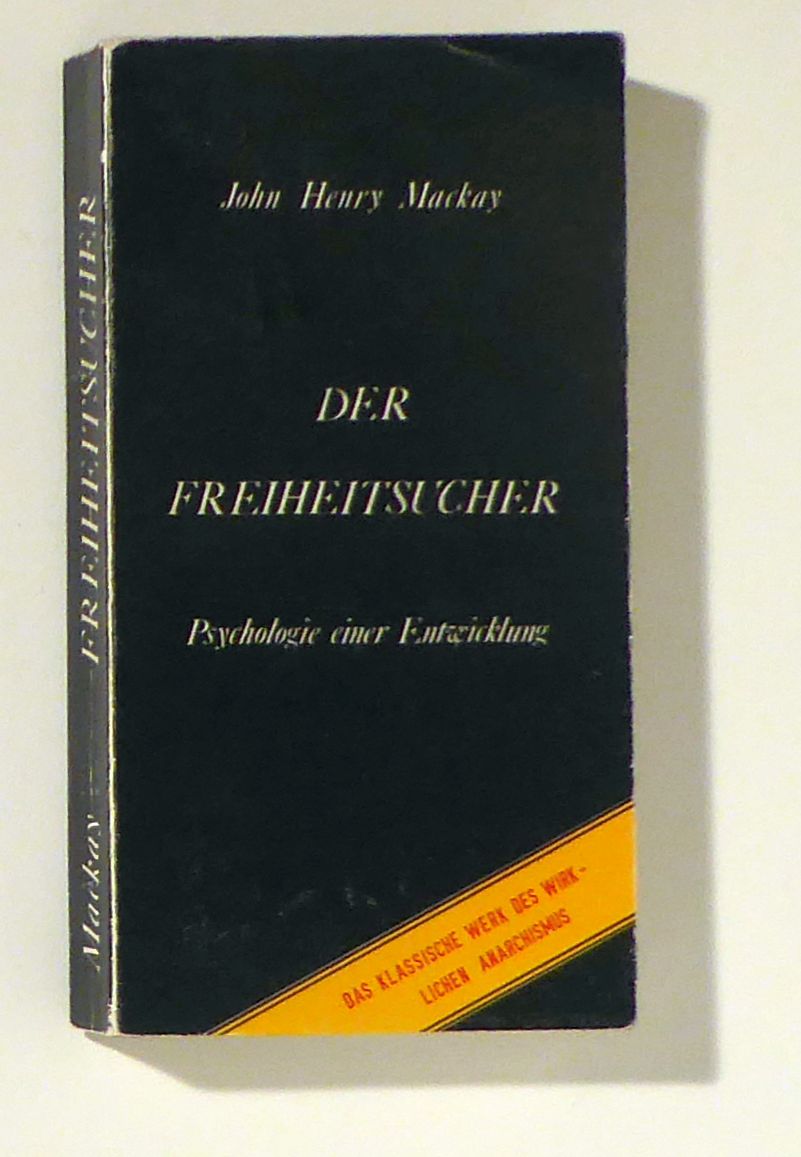 John Henry Mackay
DER
FREIHEITSUCHER
Psychologie einer Entwicklung
DAS KLASSISCHE WERK DES WIRK-
LICHEN ANARCHISMUS
Mackay — FREIHEITSUCHER